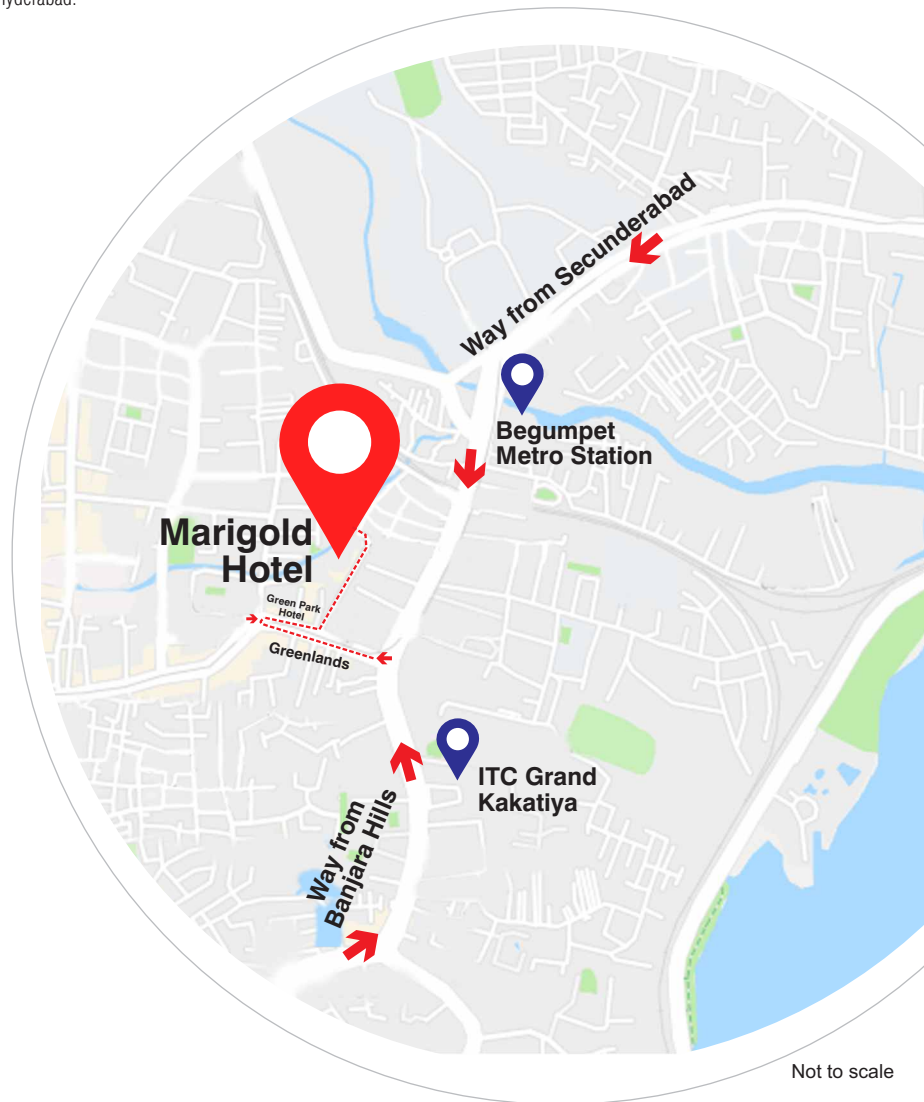 Way from Secunderabad
Begumpet
Metro Station
Marigold
Hotel
Green Park
Hotel
Greenlands
ITC Grand
Kakatiya
Way from
Banjara Hills
Not to scale